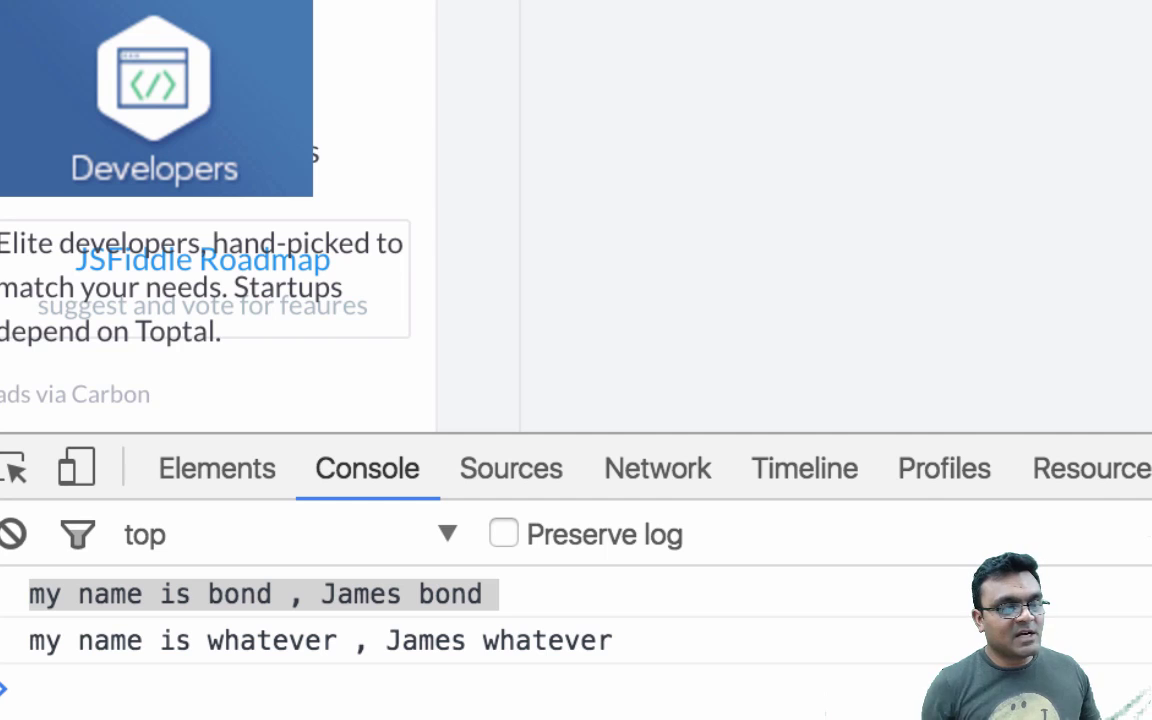 Developers
s
Elite developers, hand-picked to
JSFiddle Roadmap
match your needs. Startups
suggest and vote for feaures
depend on Toptal.
ads via Carbon
Elements Console Sources Network Timeline Profiles Resource
top Preserve log
my name is bond , James bond
my name is whatever , James whatever